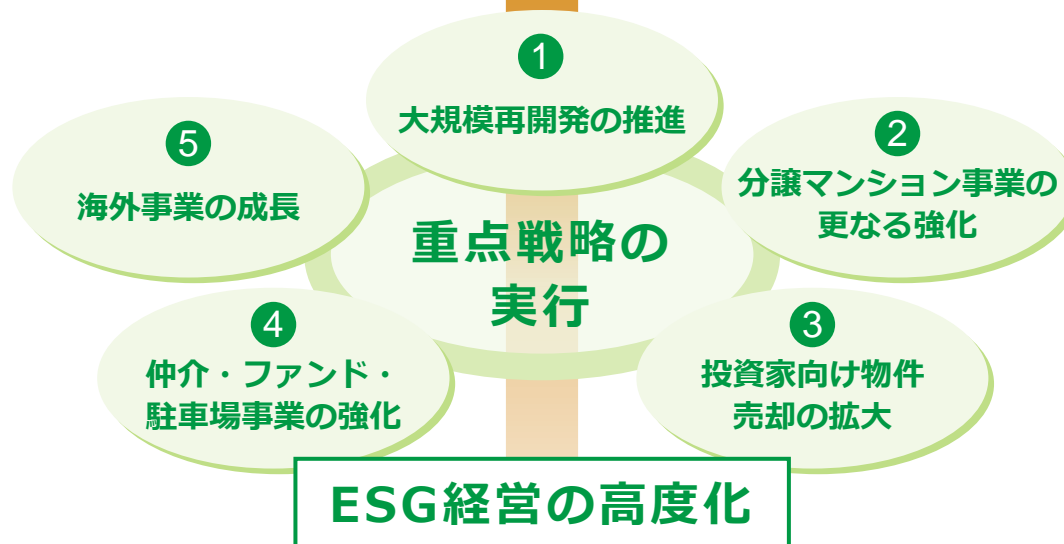 1
大規模再開発の推進
2
分譲マンション事業の
更なる強化
3
投資家向け物件
売却の拡大
4
仲介・ファンド・
駐車場事業の強化
5
海外事業の成長
重点戦略の
実行
ESG経営の高度化